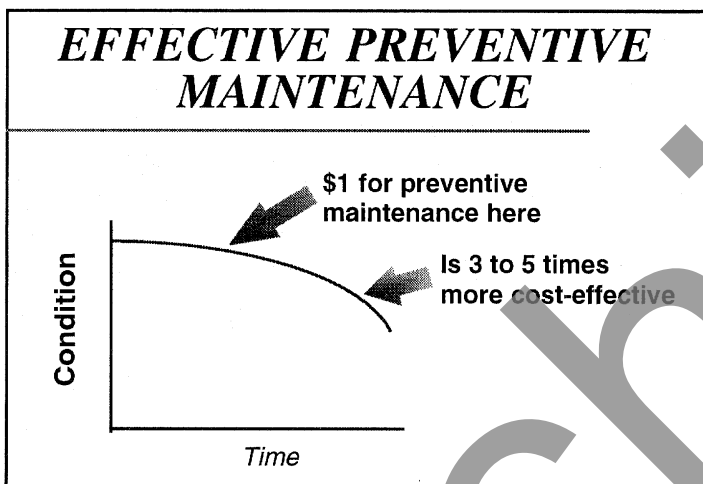 EFFECTIVE PREVENTIVE
MAINTENANCE
$1 for preventive
maintenance here
Is 3 to 5 times
more cost-effective
Condition
Time